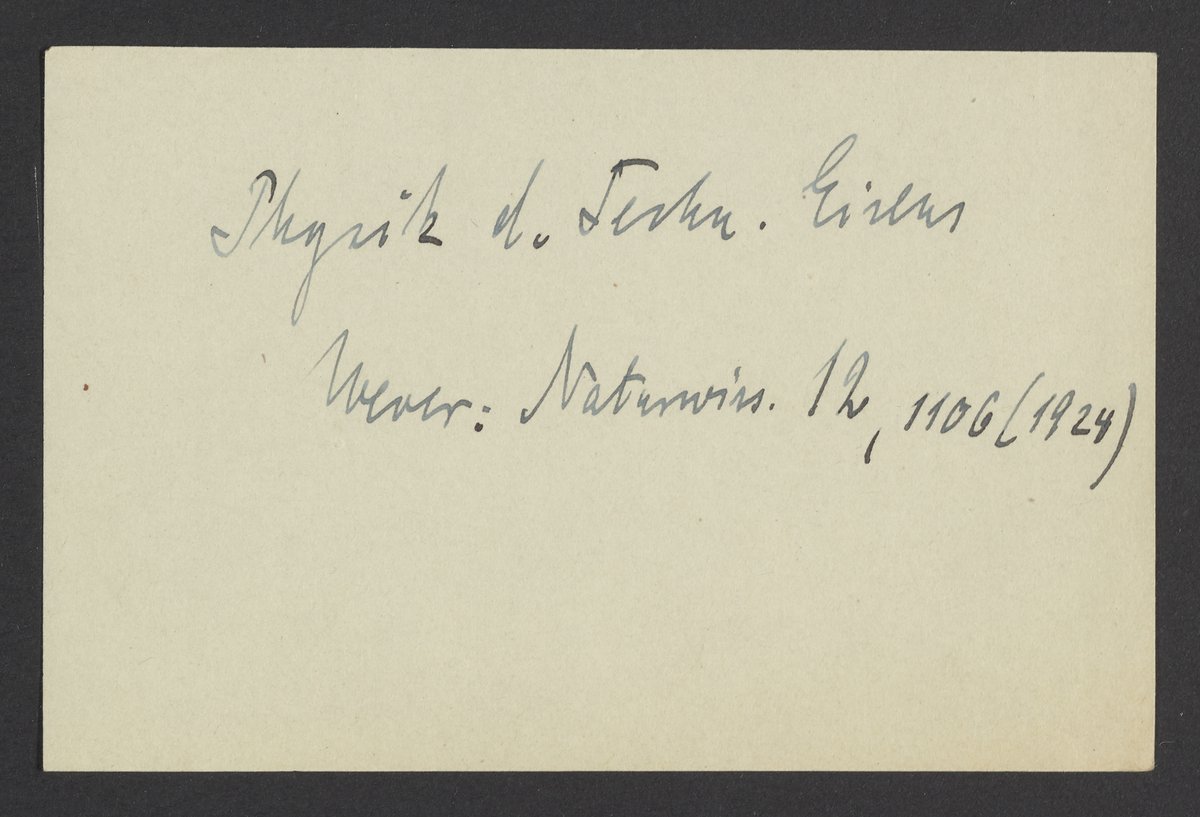 Physik d. Techn. Eisens
Wever: Naturwiss. 12, 1106 (1924)